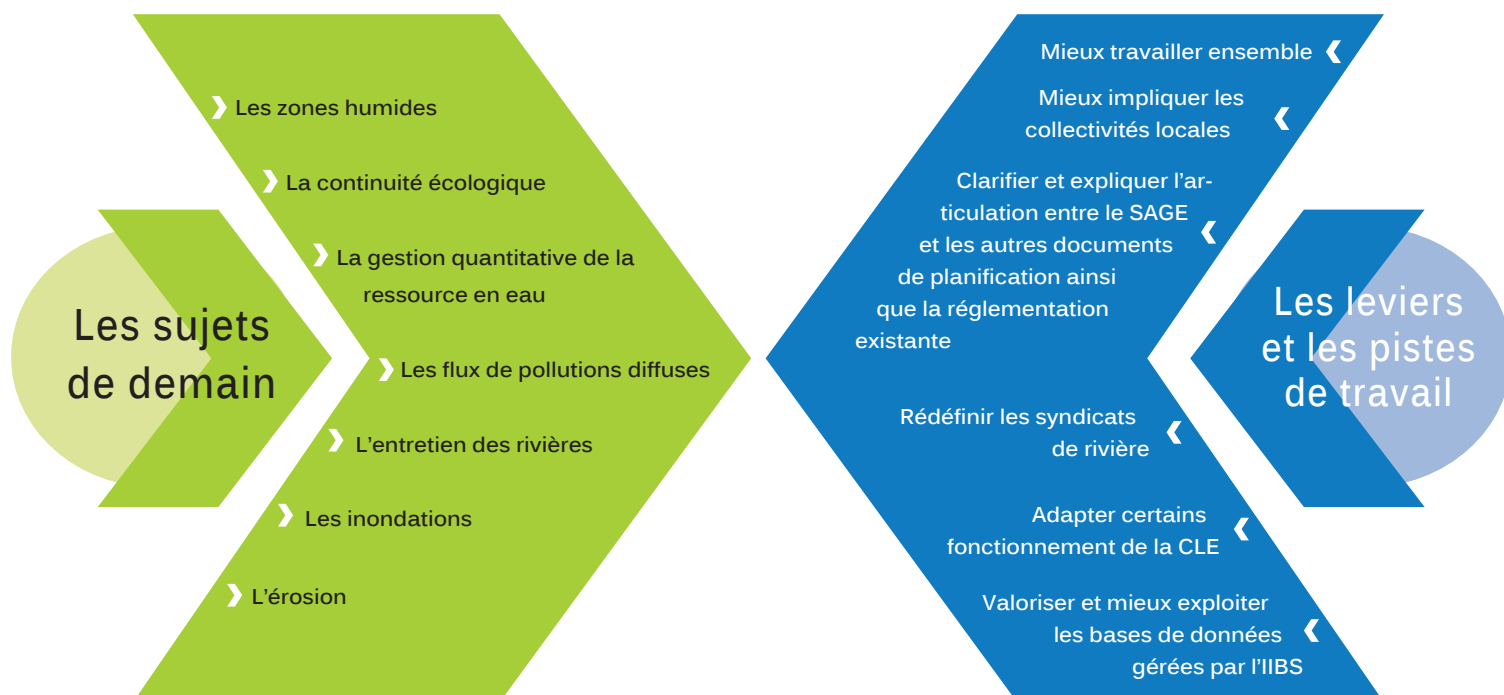 Les sujets
de demain
Les zones humides
La continuité écologique
La gestion quantitative de la
ressource en eau
Les flux de pollutions diffuses
L'entretien des rivières
Les inondations
L'érosion
Mieux travailler ensemble
Mieux impliquer les
collectivités locales
Clarifier et expliquer l'ar-
ticulation entre le SAGE
et les autres documents
de planification ainsi
que la réglementation
existante
Rédéfinir les syndicats
de rivière
Adapter certains
fonctionnement de la CLE
Valoriser et mieux exploiter
les bases de données
gérées par l'IIBS
Les leviers
et les pistes
de travail